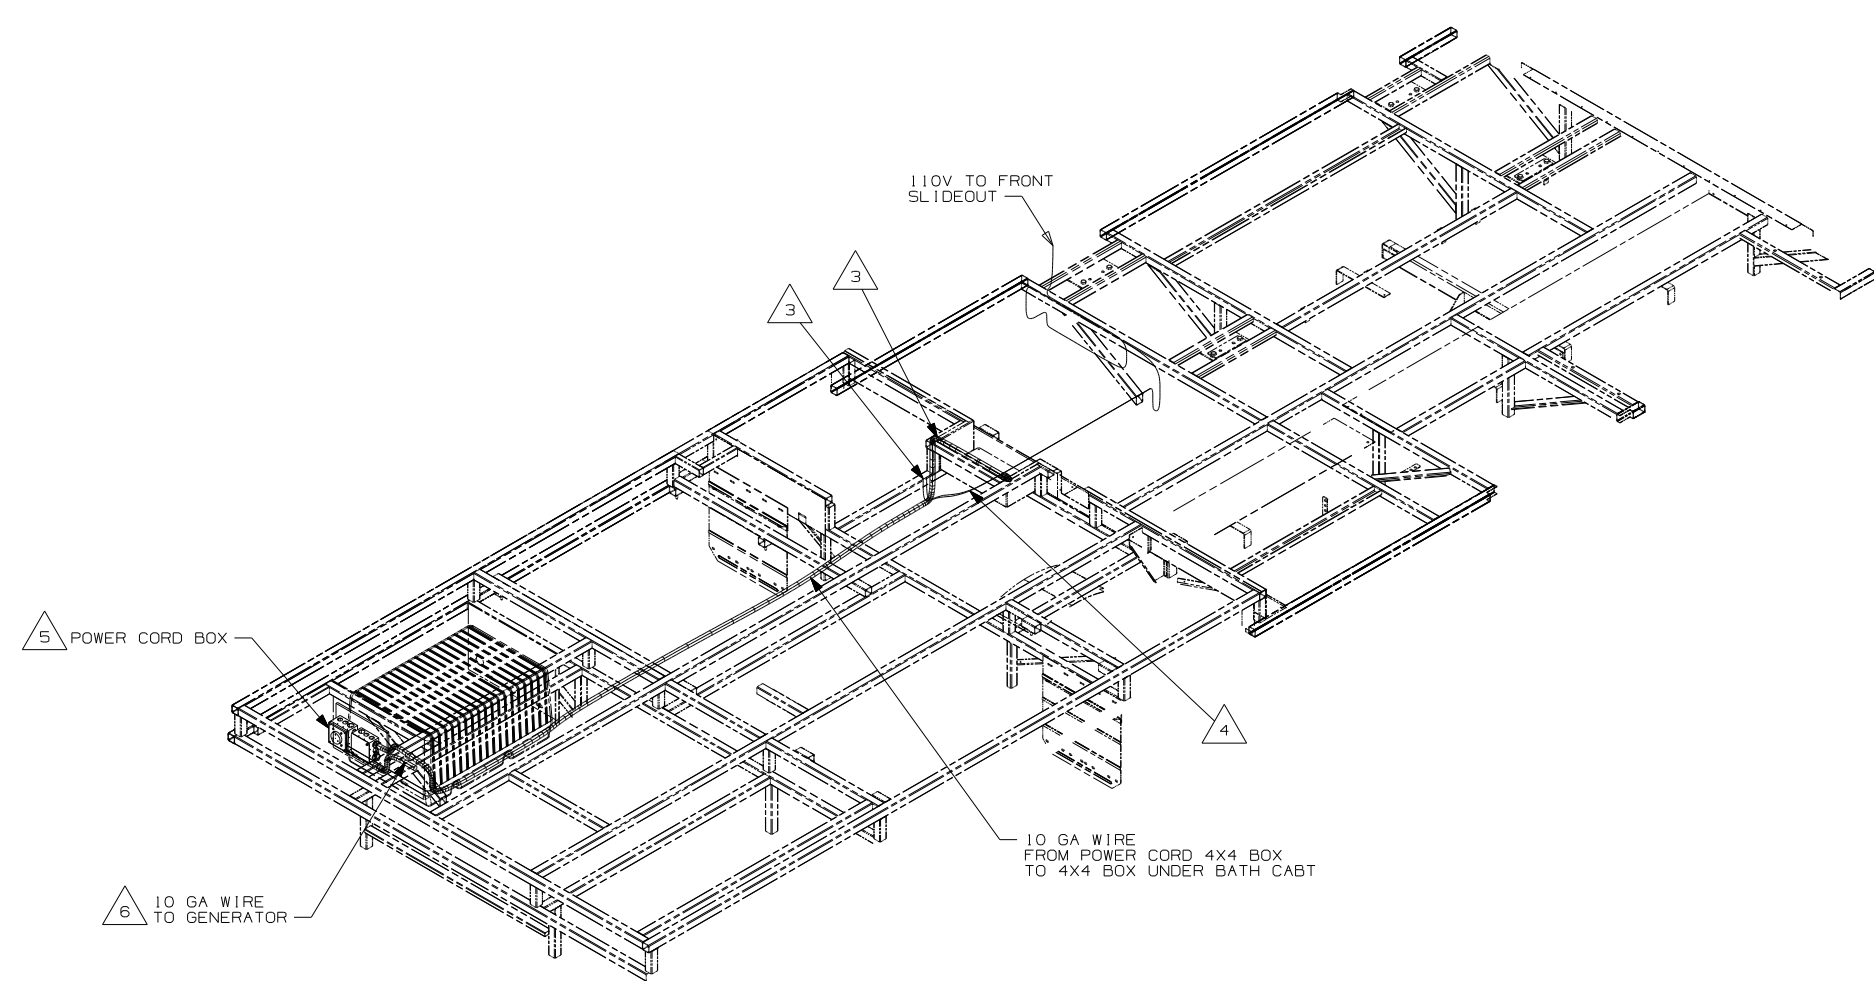 110V TO FRONT
SLIDEOUT
3
3
5 POWER CORD BOX
4
10 GA WIRE
FROM POWER CORD 4X4 BOX
TO 4X4 BOX UNDER BATH CABT
6 10 GA WIRE
TO GENERATOR